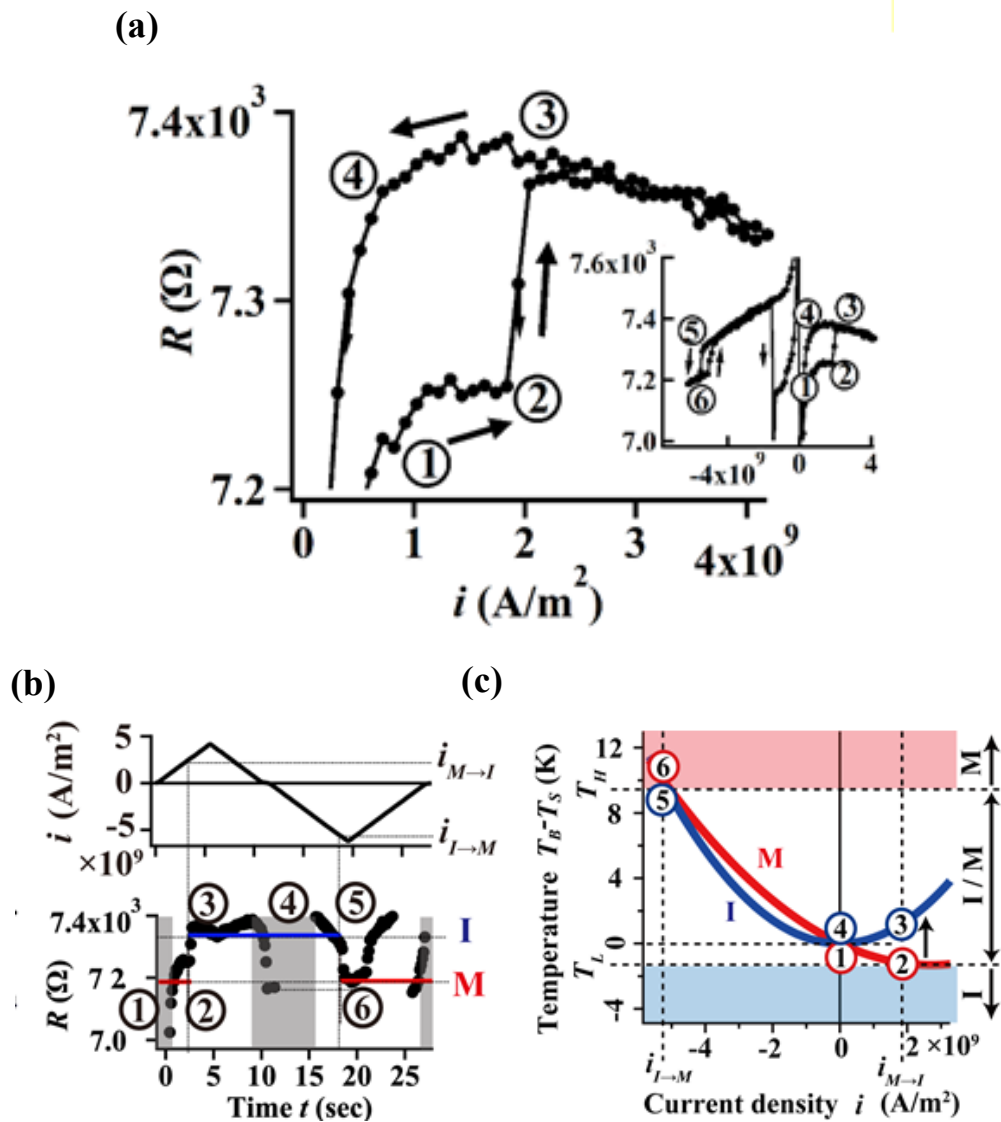 (a)
7.4x10³
7.3
7.2
R (Ω)
③
④
②
①
0
1
2
3
4x10⁹
i (A/m²)
7.6x10³
7.4
7.2
7.0
⑤
⑥
④
③
①
②
-4x10⁹
0
4
(b)
5
0
-5
×10⁹
i (A/m²)
i M→I
i I→M
7.4x10³
7 2
7.0
R (Ω)
③
④
⑤
①
②
⑥
I
M
0
5
10
15
20
25
Time t (sec)
(c)
12
8
4
0
-4
Temperature T_B-T_S (K)
T_H
T_L
⑥
⑤
④
①
③
②
M
I
M
I / M
I
-4
-2
0
2 ×10⁹
i I→M
i M→I
Current density i (A/m²)